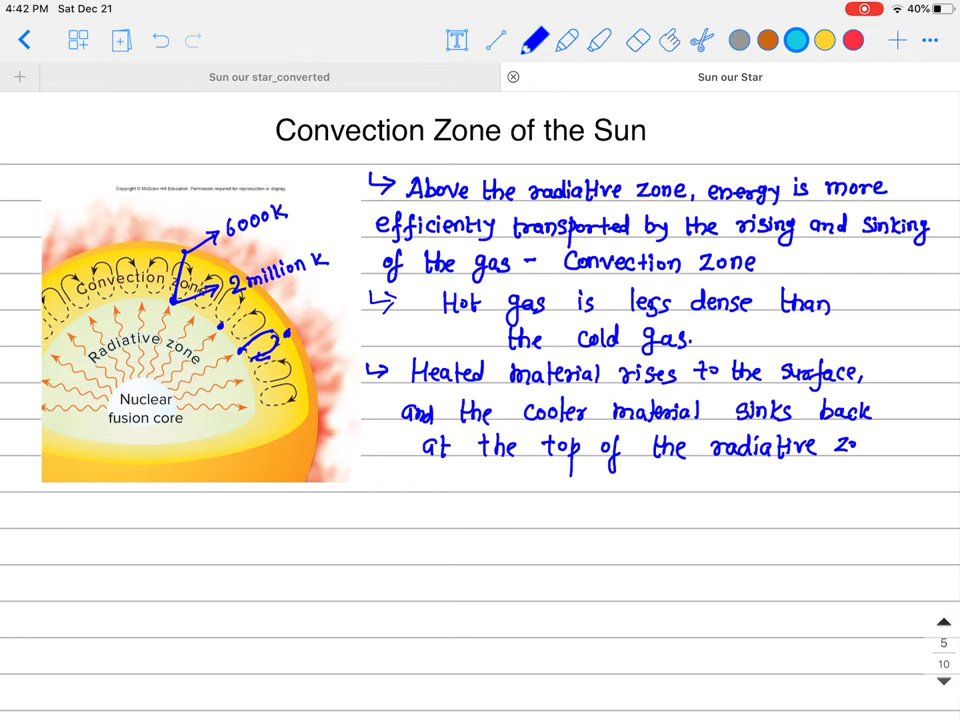 4:42 PM Sat Dec 21
40%
Sun our star_converted
Sun our Star
Convection Zone of the Sun
Copyright © McGraw-Hill Education. Permission required for reproduction or display.
6000K
2 million K
Convection zone
Radiative zone
Nuclear
fusion core
↳ Above the radiative zone, energy is more
efficiently transported by the rising and sinking
of the gas - Convection zone
↳ Hot gas is less dense than
the cold gas.
↳ Heated material rises to the surface,
and the cooler material sinks back
at the top of the radiative zo
5
10